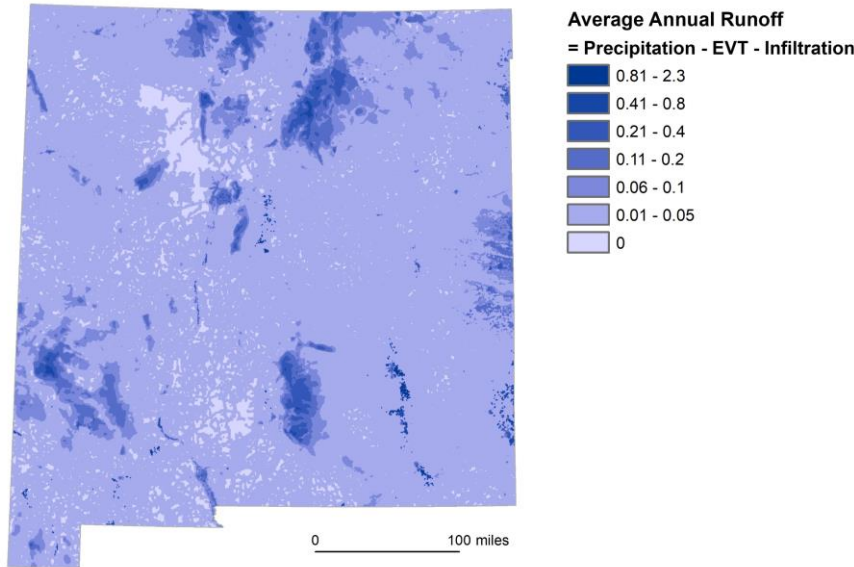 Average Annual Runoff
= Precipitation - EVT - Infiltration
0.81 - 2.3
0.41 - 0.8
0.21 - 0.4
0.11 - 0.2
0.06 - 0.1
0.01 - 0.05
0
0 100 miles